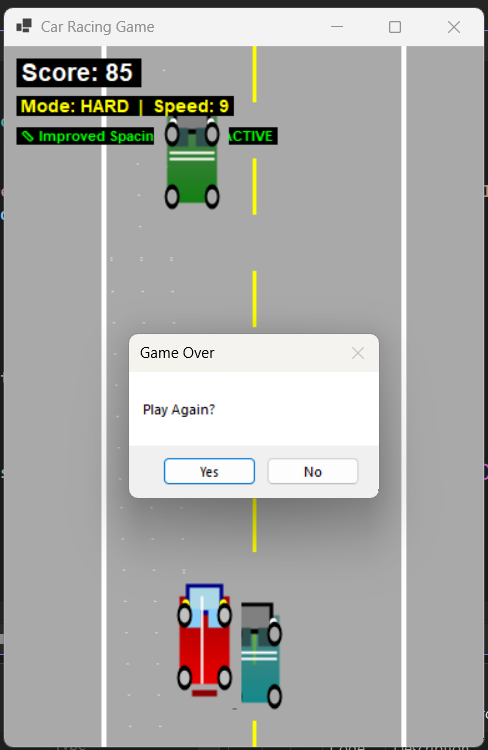 Car Racing Game
Score: 85
Mode: HARD | Speed: 9
Improved Spacin ACTIVE
Game Over
Play Again?
Yes No